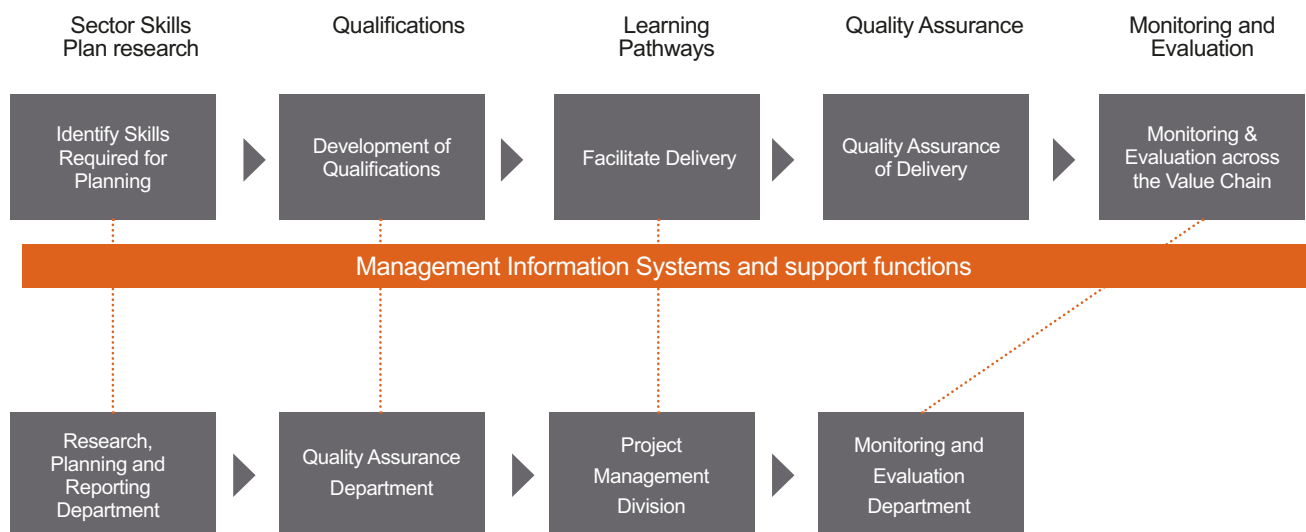 Sector Skills
Plan research
Qualifications
Learning
Pathways
Quality Assurance
Monitoring and
Evaluation
Identify Skills
Required for
Planning
Development of
Qualifications
Facilitate Delivery
Quality Assurance
of Delivery
Monitoring &
Evaluation across
the Value Chain
Management Information Systems and support functions
Research,
Planning and
Reporting
Department
Quality Assurance
Department
Project
Management
Division
Monitoring and
Evaluation
Department